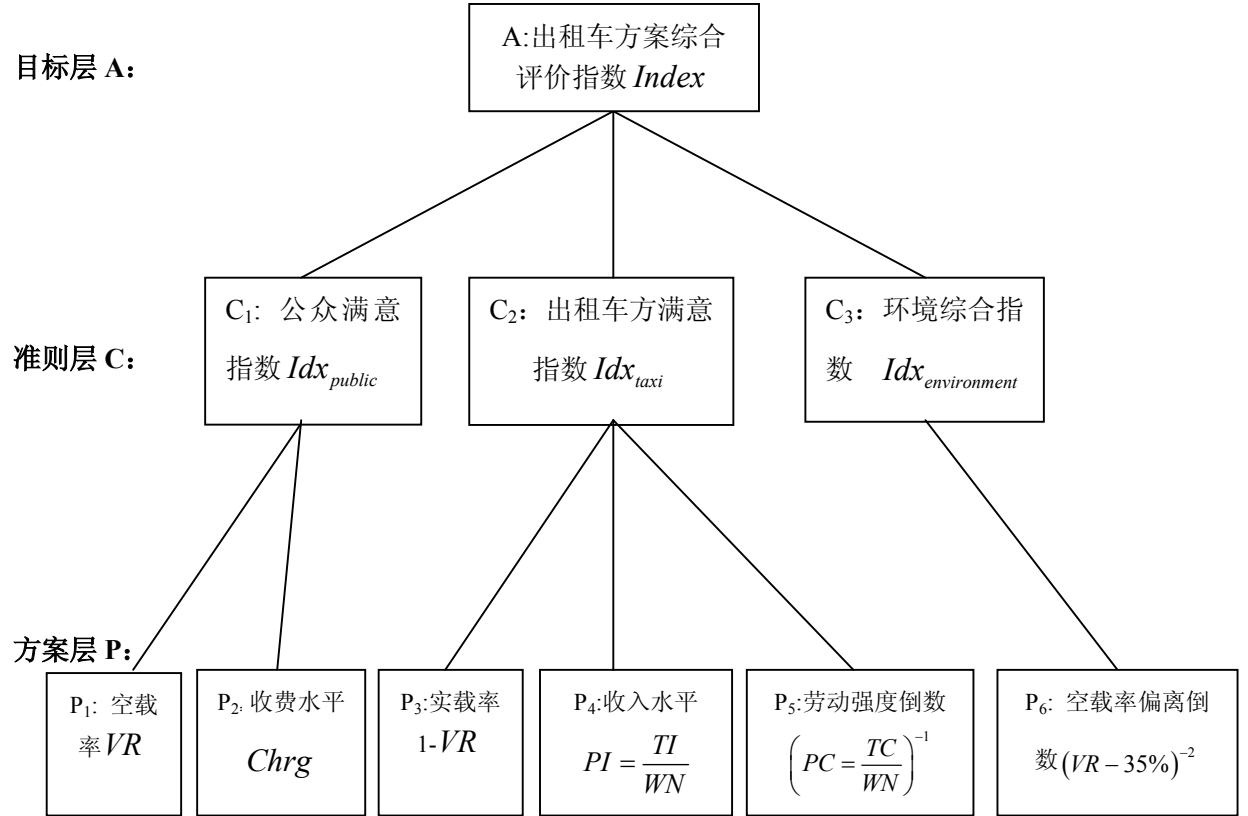 目标层 A：
A:出租车方案综合
评价指数 Index
准则层 C：
C₁: 公众满意
指数 Idx_public
C₂：出租车方满意
指数 Idx_taxi
C₃：环境综合指
数 Idx_environment
方案层 P：
P₁: 空载
率 VR
P₂: 收费水平
Chrg
P₃:实载率
1-VR
P₄:收入水平
PI = TI/WN
P₅:劳动强度倒数
(PC = TC/WN)⁻¹
P₆: 空载率偏离倒
数 (VR − 35%)⁻²